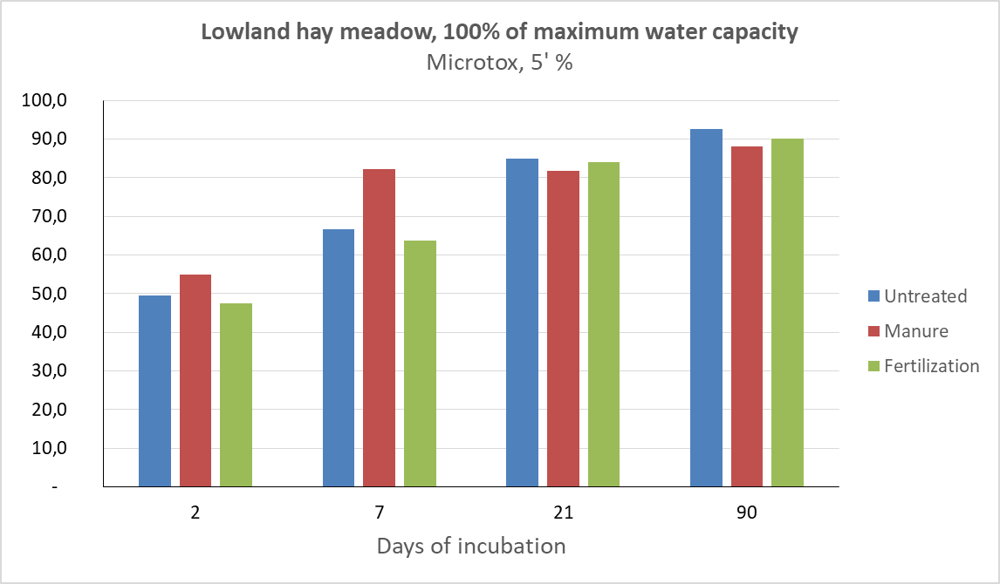 Lowland hay meadow, 100% of maximum water capacity
Microtox, 5' %
100,0
90,0
80,0
70,0
60,0
50,0
40,0
30,0
20,0
10,0
-
2 7 21 90
Days of incubation
Untreated
Manure
Fertilization